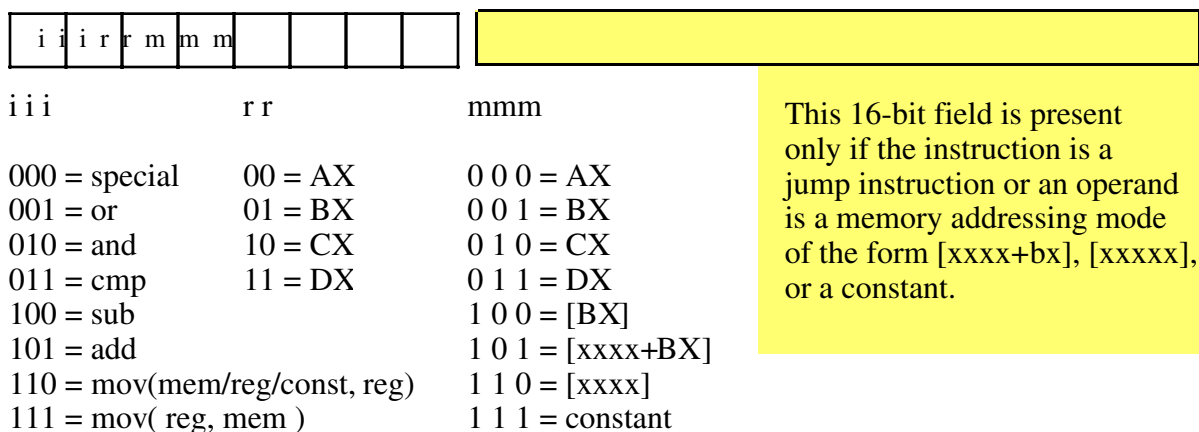 i i i r r m m m
i i i r r mmm
000 = special 00 = AX 0 0 0 = AX
001 = or 01 = BX 0 0 1 = BX
010 = and 10 = CX 0 1 0 = CX
011 = cmp 11 = DX 0 1 1 = DX
100 = sub 1 0 0 = [BX]
101 = add 1 0 1 = [xxxx+BX]
110 = mov(mem/reg/const, reg) 1 1 0 = [xxxx]
111 = mov( reg, mem ) 1 1 1 = constant
This 16-bit field is present
only if the instruction is a
jump instruction or an operand
is a memory addressing mode
of the form [xxxx+bx], [xxxxx],
or a constant.